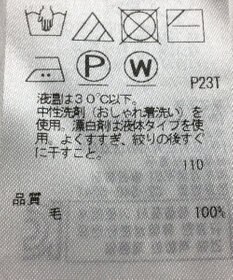 P W
P23T
液温は30℃以下。
中性洗剤（おしゃれ着洗い）を
使用。漂白剤は液体タイプを使
用。よくすすぎ、絞りの後すぐ
に干すこと。
110
品質
毛 100%